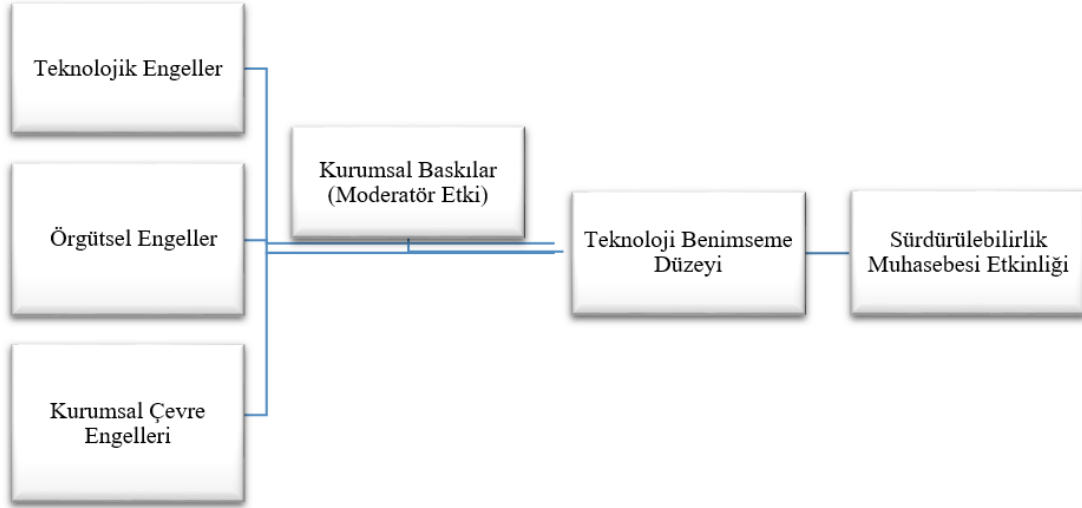 Teknolojik Engeller
Örgütsel Engeller
Kurumsal Çevre
Engelleri
Kurumsal Baskılar
(Moderatör Etki)
Teknoloji Benimseme
Düzeyi
Sürdürülebilirlik
Muhasebesi Etkinliği